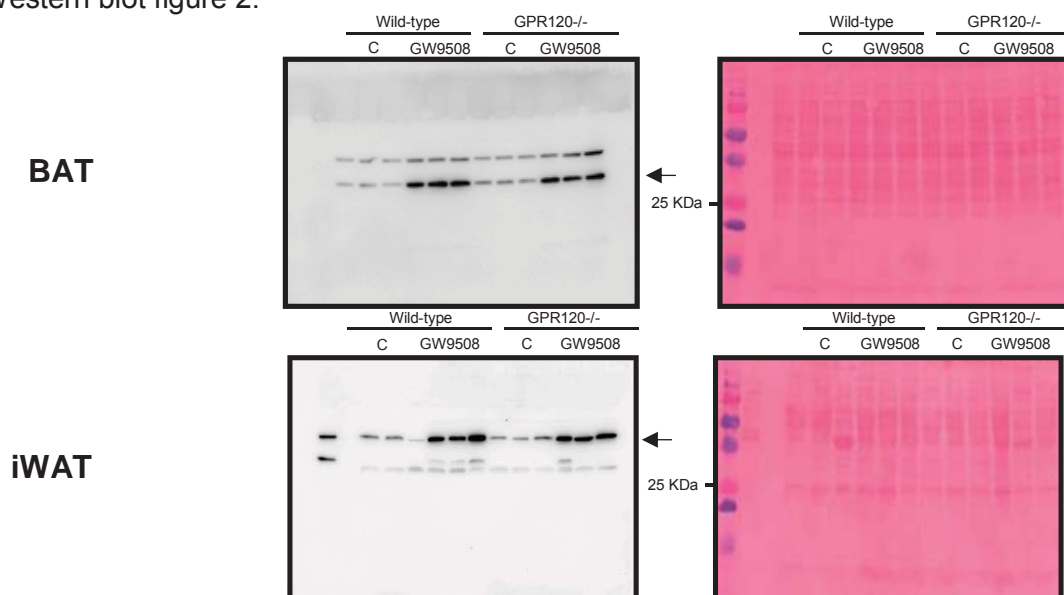 Western blot figure 2.
Wild-type GPR120-/- Wild-type GPR120-/-
C GW9508 C GW9508 C GW9508 C GW9508
BAT
25 KDa
Wild-type GPR120-/- Wild-type GPR120-/-
C GW9508 C GW9508 C GW9508 C GW9508
iWAT
25 KDa